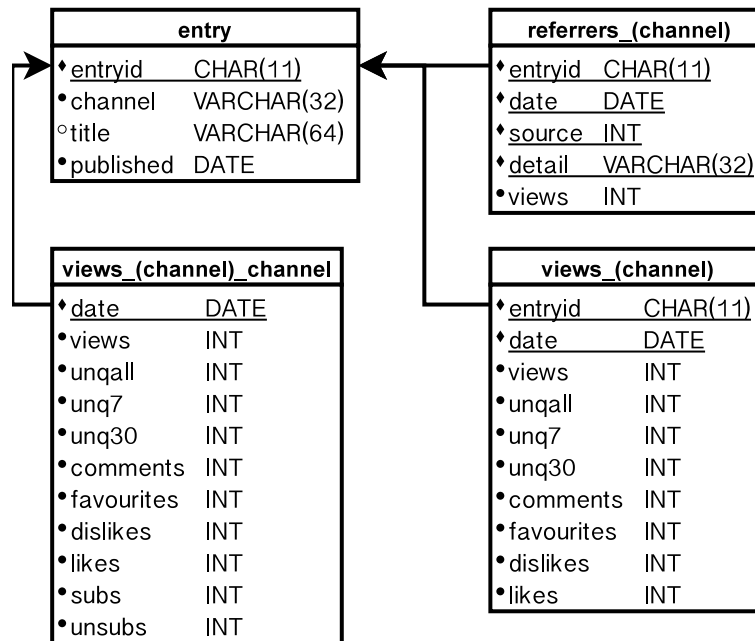 entry
entryid CHAR(11)
channel VARCHAR(32)
title VARCHAR(64)
published DATE
referrers_(channel)
entryid CHAR(11)
date DATE
source INT
detail VARCHAR(32)
views INT
views_(channel)_channel
date DATE
views INT
unqall INT
unq7 INT
unq30 INT
comments INT
favourites INT
dislikes INT
likes INT
subs INT
unsubs INT
views_(channel)
entryid CHAR(11)
date DATE
views INT
unqall INT
unq7 INT
unq30 INT
comments INT
favourites INT
dislikes INT
likes INT